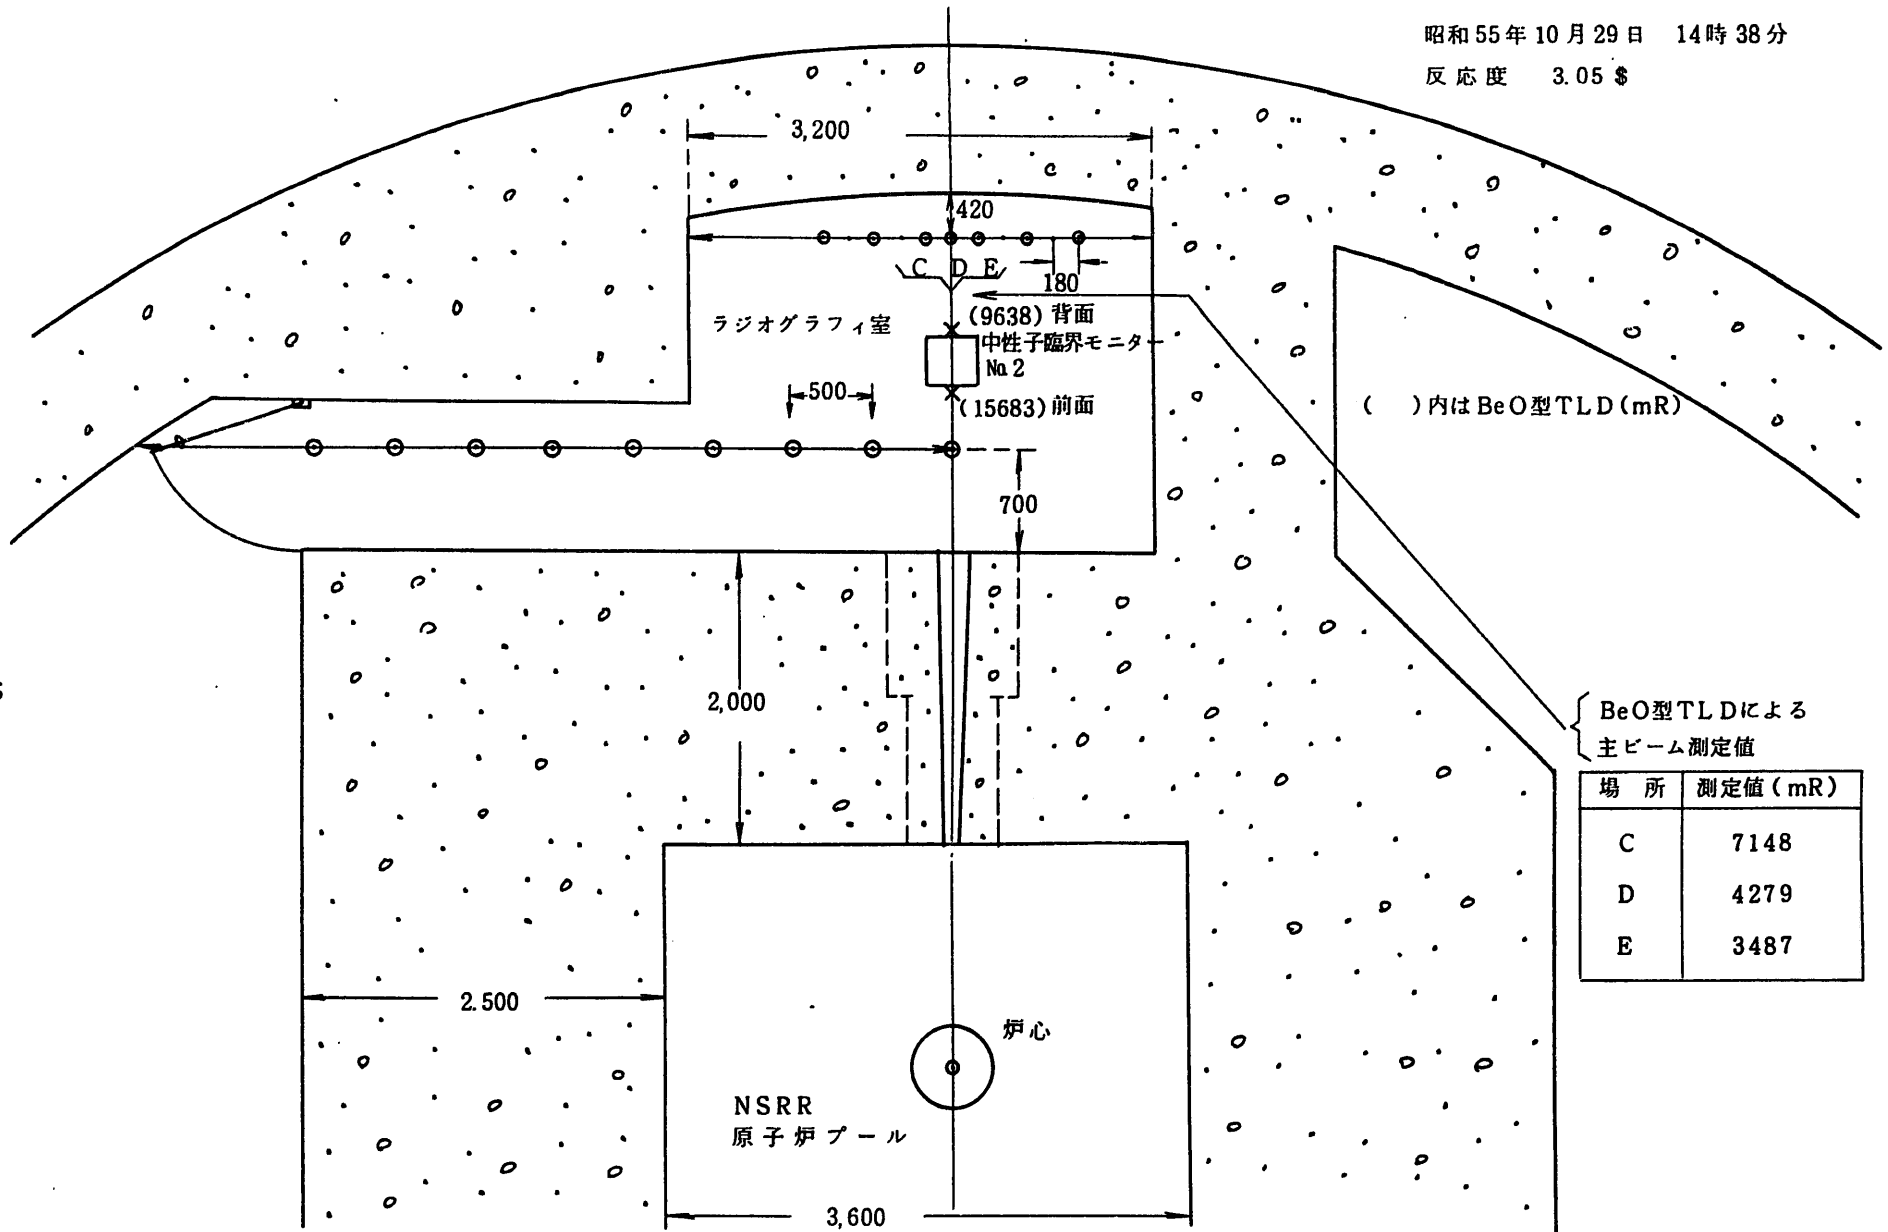 昭和55年10月29日 14時38分
反応度 3.05 $
3,200
420
C D E
180
ラジオグラフィ室
(9638) 背面
中性子臨界モニター
No.2
500
(15683) 前面
( )内はBeO型TLD(mR)
700
2,000
BeO型TLDによる
主ビーム測定値
場 所 測定値(mR)
C 7148
D 4279
E 3487
2.500
炉心
NSRR
原子炉プール
3,600